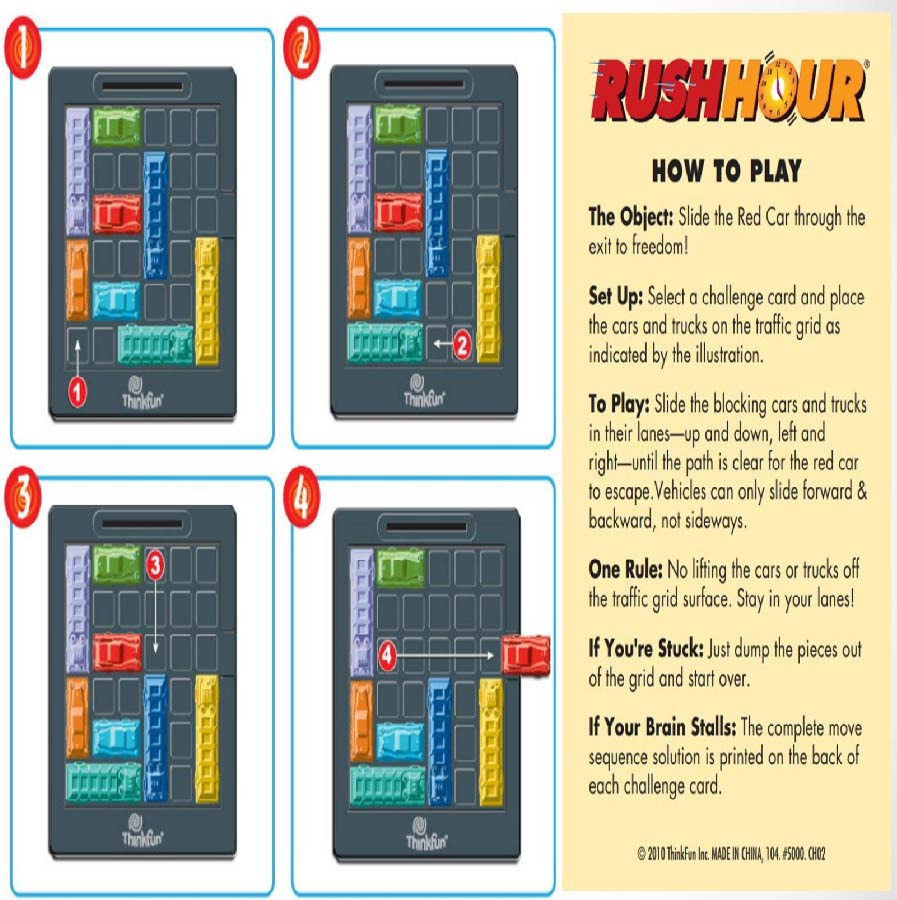 1
2
1
Thinkfun®
2
Thinkfun®
3
4
3
Thinkfun®
4
Thinkfun®
RUSH HOUR®
HOW TO PLAY
The Object: Slide the Red Car through the
exit to freedom!
Set Up: Select a challenge card and place
the cars and trucks on the traffic grid as
indicated by the illustration.
To Play: Slide the blocking cars and trucks
in their lanes—up and down, left and
right—until the path is clear for the red car
to escape.Vehicles can only slide forward &
backward, not sideways.
One Rule: No lifting the cars or trucks off
the traffic grid surface. Stay in your lanes!
If You're Stuck: Just dump the pieces out
of the grid and start over.
If Your Brain Stalls: The complete move
sequence solution is printed on the back of
each challenge card.
© 2010 ThinkFun Inc. MADE IN CHINA, 104. #5000. CH02